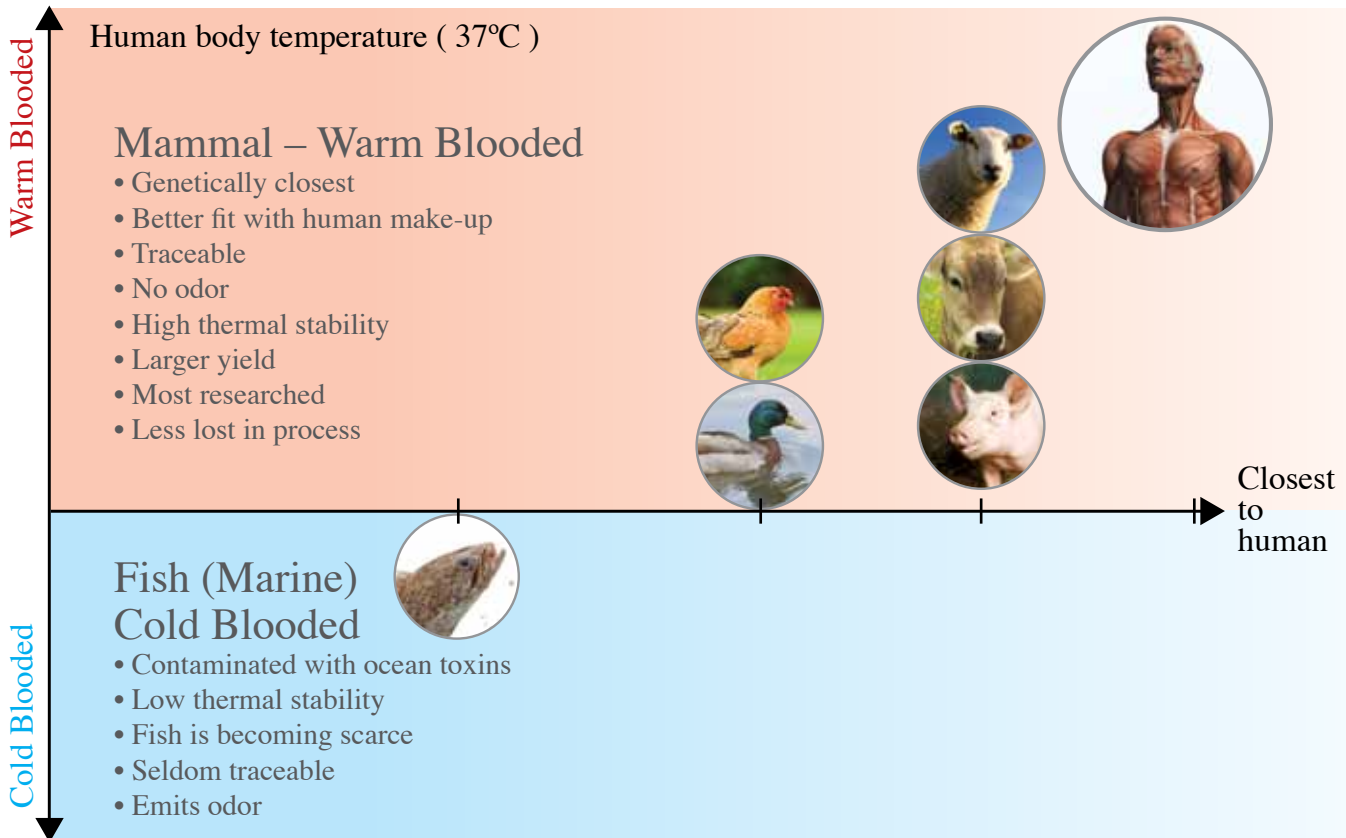 Warm Blooded
Human body temperature ( 37ºC )
Mammal – Warm Blooded
• Genetically closest
• Better fit with human make-up
• Traceable
• No odor
• High thermal stability
• Larger yield
• Most researched
• Less lost in process
Closest
to
human
Cold Blooded
Fish (Marine)
Cold Blooded
• Contaminated with ocean toxins
• Low thermal stability
• Fish is becoming scarce
• Seldom traceable
• Emits odor